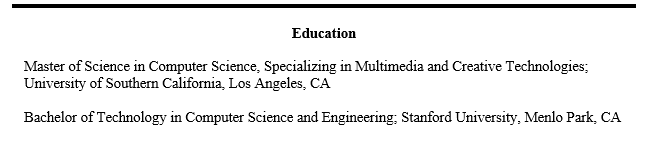 Education
Master of Science in Computer Science, Specializing in Multimedia and Creative Technologies;
University of Southern California, Los Angeles, CA
Bachelor of Technology in Computer Science and Engineering; Stanford University, Menlo Park, CA